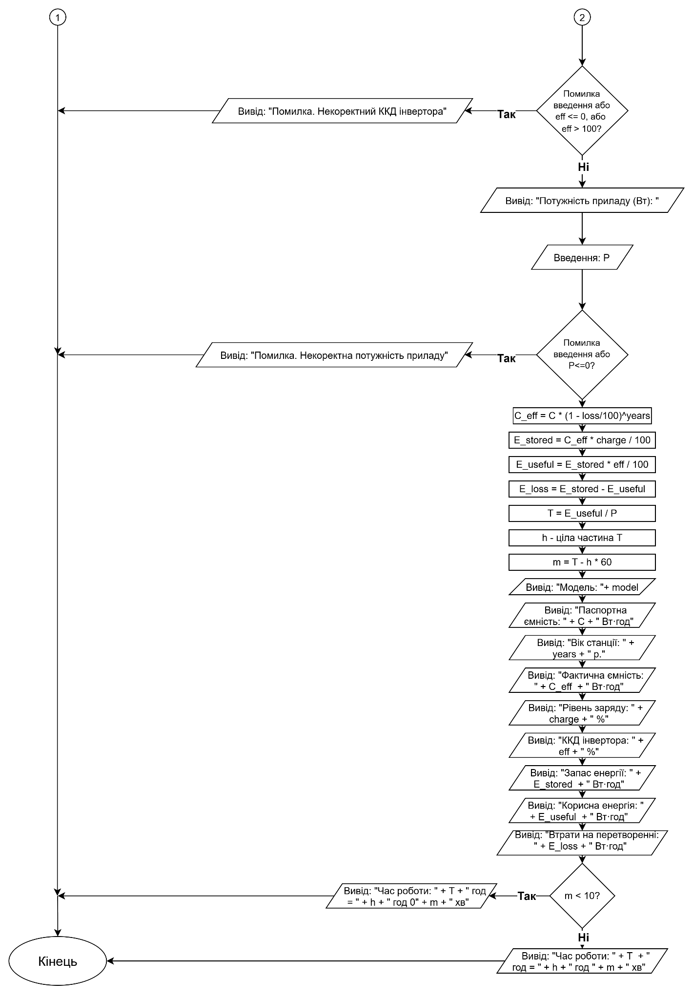 1
2
Помилка
введення або
eff <= 0, або
eff > 100?
Так
Вивід: "Помилка. Некоректний ККД інвертора"
Ні
Вивід: "Потужність приладу (Вт): "
Введення: P
Помилка
введення або
P<=0?
Так
Вивід: "Помилка. Некоректна потужність приладу"
C_eff = C * (1 - loss/100)^years
E_stored = C_eff * charge / 100
E_useful = E_stored * eff / 100
E_loss = E_stored - E_useful
T = E_useful / P
h - ціла частина T
m = T - h * 60
Вивід: "Модель: "+ model
Вивід: "Паспортна
ємність: " + C + " Вт·год"
Вивід: "Вік станції: " +
years + " р."
Вивід: "Фактична ємність:
" + C_eff  + " Вт·год"
Вивід: "Рівень заряду: " +
charge + " %"
Вивід: "ККД інвертора: " +
eff + " %"
Вивід: "Запас енергії: " +
E_stored  + " Вт·год"
Вивід: "Корисна енергія: "
+ E_useful  + " Вт·год"
Вивід: "Втрати на перетворенні:
" + E_loss + " Вт·год"
m < 10?
Так
Вивід: "Час роботи: " + T + " год
= " + h + " год 0" + m + " хв"
Ні
Вивід: "Час роботи: " + T  + "
год = " + h + " год " + m + " хв"
Кінець